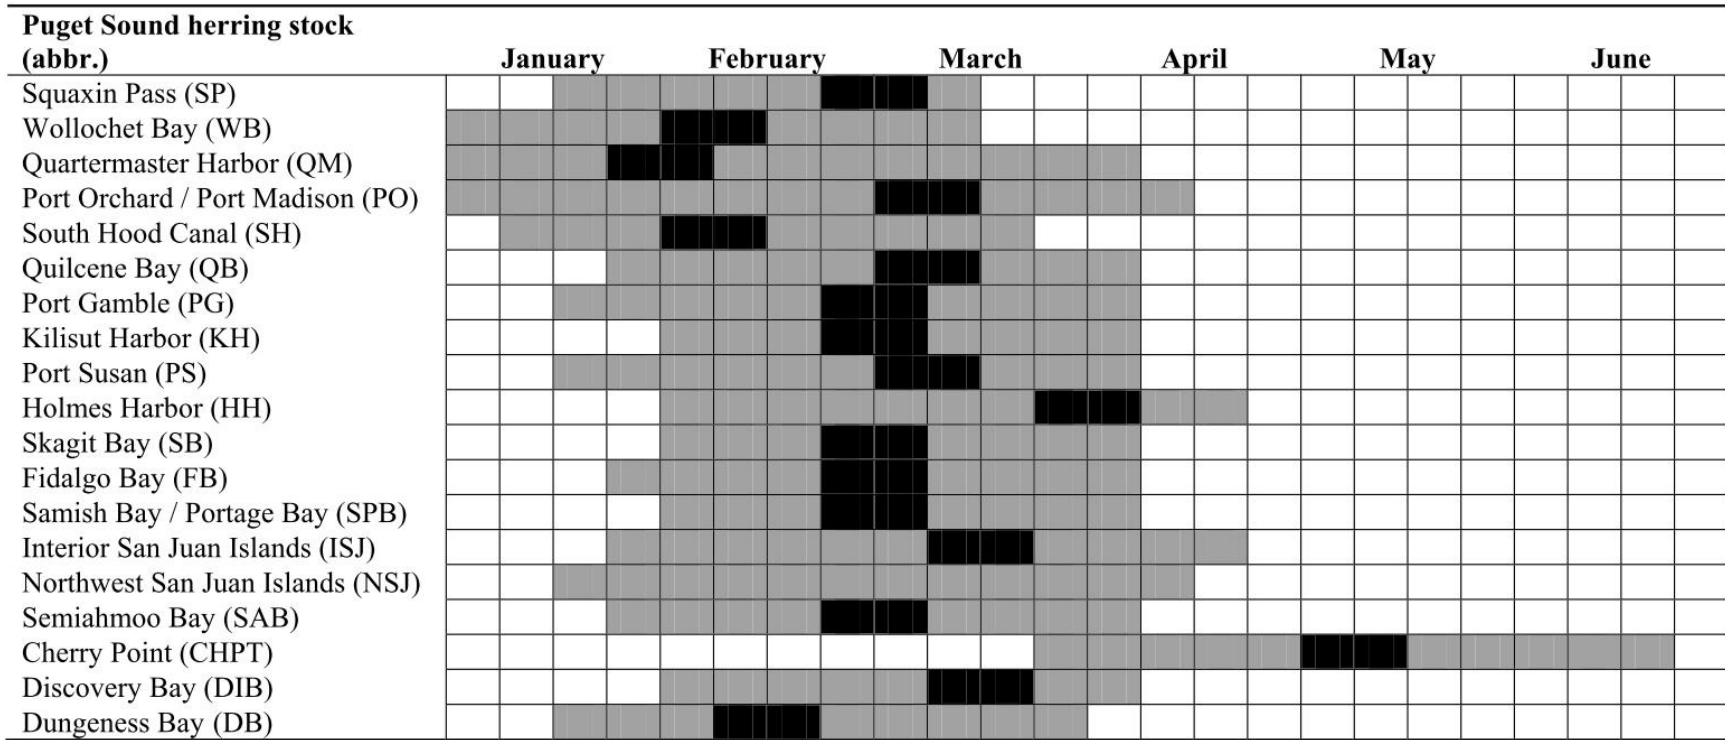 Puget Sound herring stock
(abbr.) January February March April May June
Squaxin Pass (SP)
Wollochet Bay (WB)
Quartermaster Harbor (QM)
Port Orchard / Port Madison (PO)
South Hood Canal (SH)
Quilcene Bay (QB)
Port Gamble (PG)
Kilisut Harbor (KH)
Port Susan (PS)
Holmes Harbor (HH)
Skagit Bay (SB)
Fidalgo Bay (FB)
Samish Bay / Portage Bay (SPB)
Interior San Juan Islands (ISJ)
Northwest San Juan Islands (NSJ)
Semiahmoo Bay (SAB)
Cherry Point (CHPT)
Discovery Bay (DIB)
Dungeness Bay (DB)